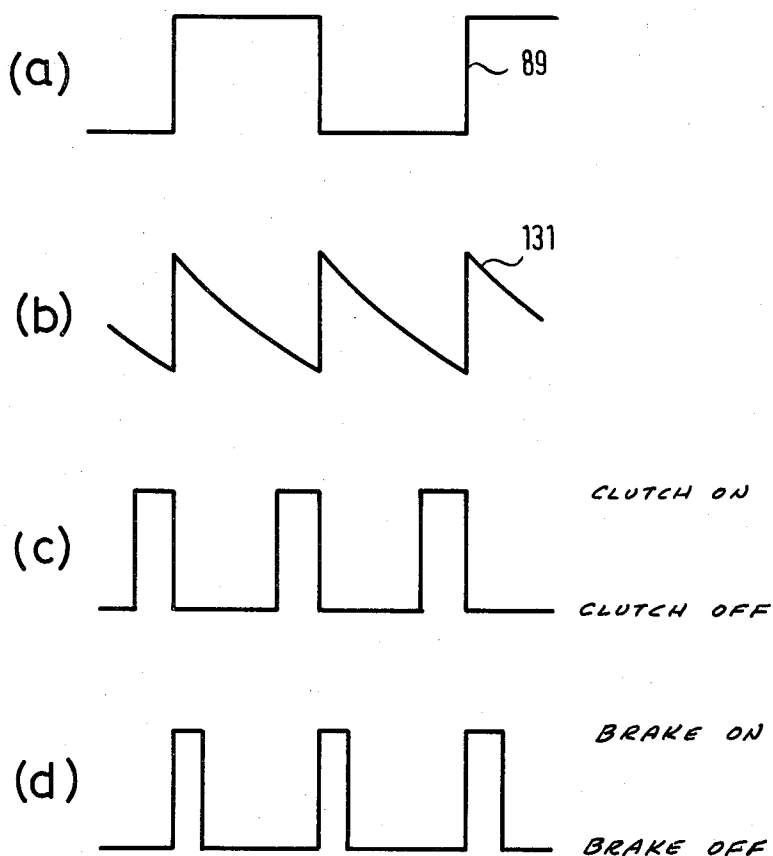 (a)
89
(b)
131
CLUTCH ON
(c)
CLUTCH OFF
BRAKE ON
(d)
BRAKE OFF